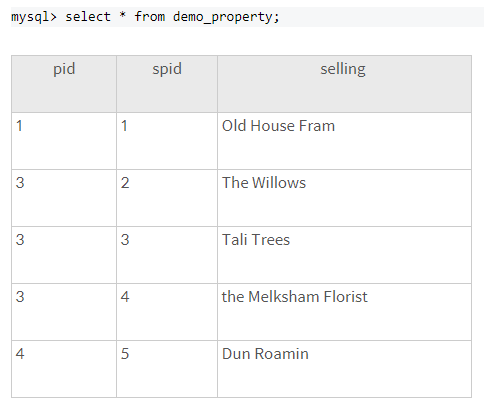 mysql> select * from demo_property;
pid spid selling
1 1 Old House Fram
3 2 The Willows
3 3 Tali Trees
3 4 the Melksham Florist
4 5 Dun Roamin